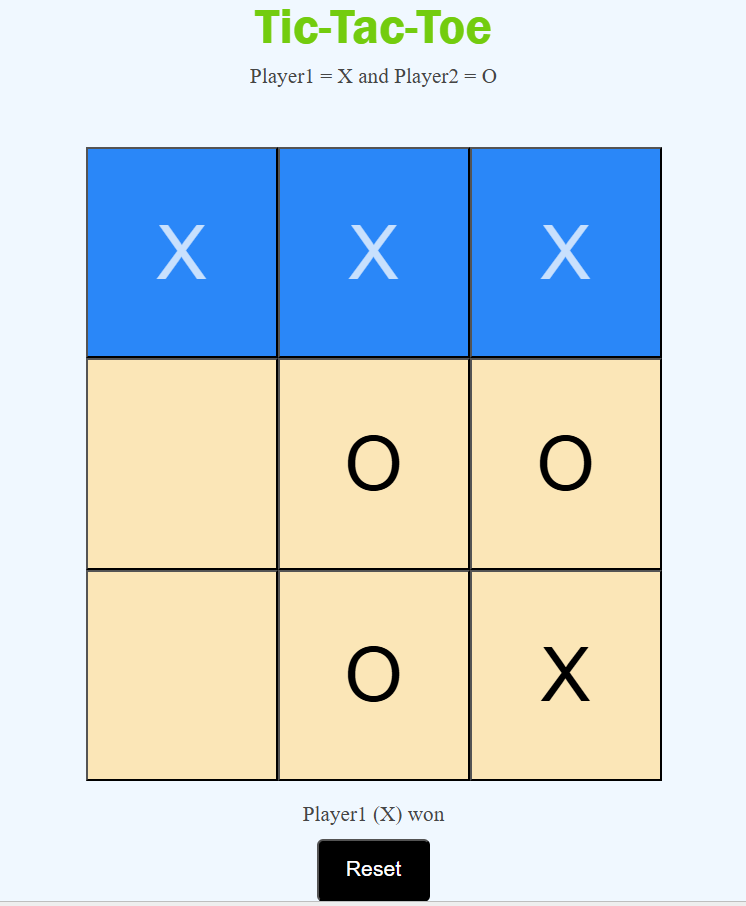 Tic-Tac-Toe
Player1 = X and Player2 = O
X X X
O O
O X
Player1 (X) won
Reset